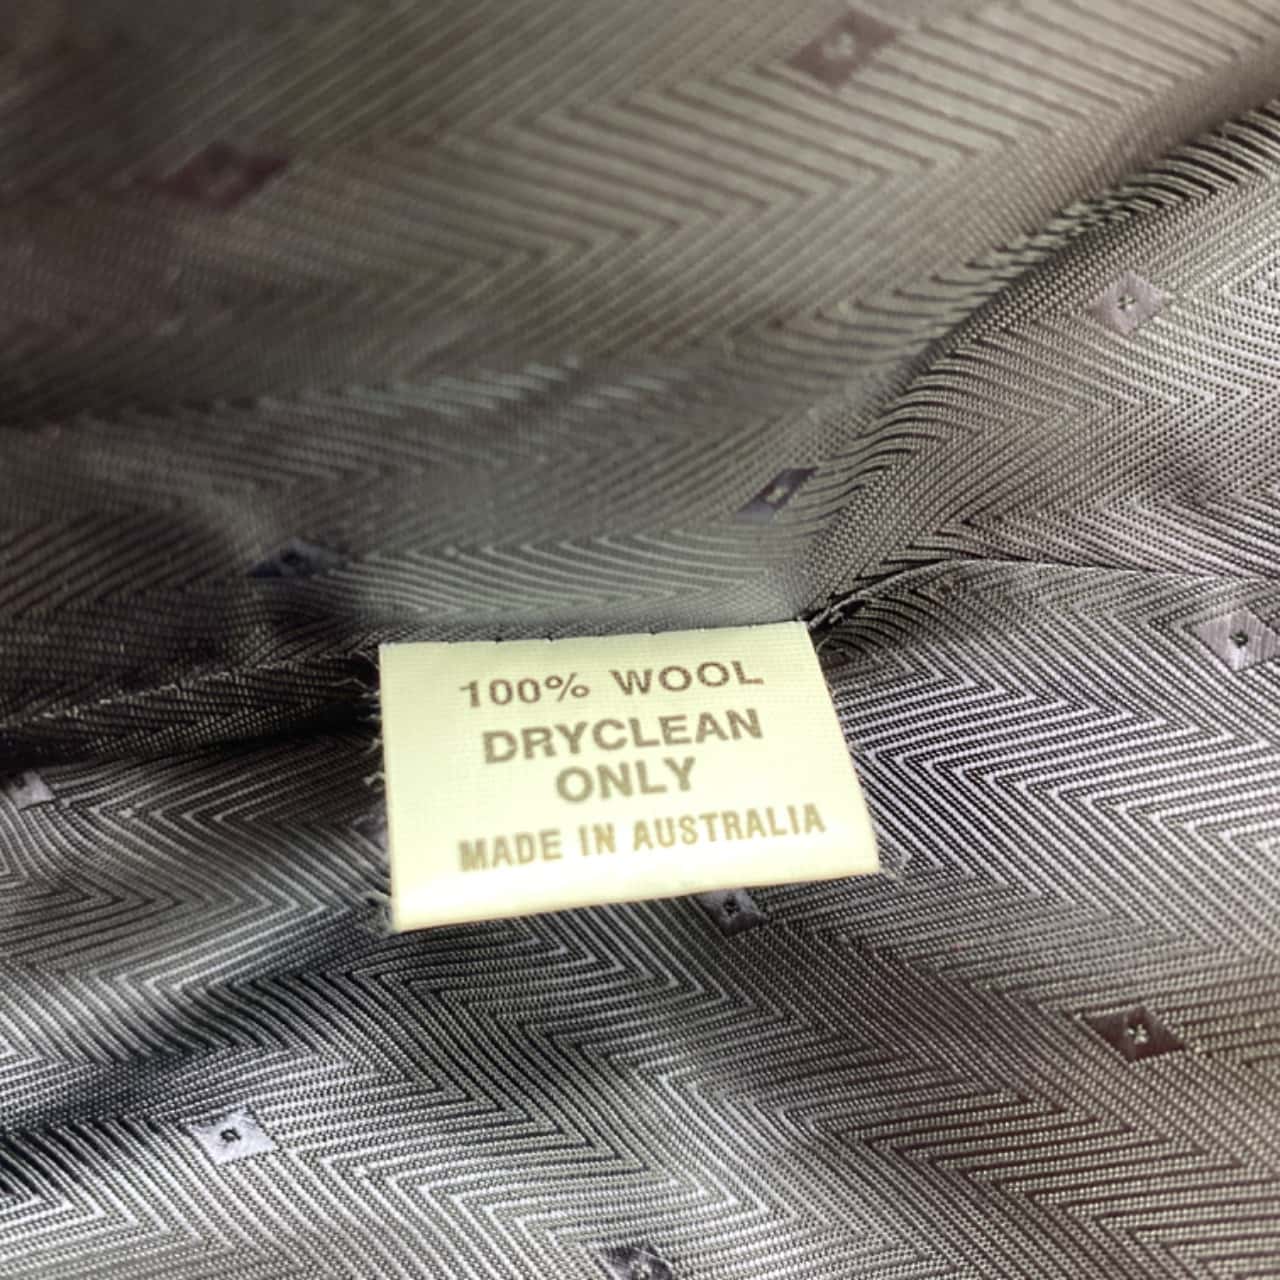 100% WOOL
DRYCLEAN
ONLY
MADE IN AUSTRALIA